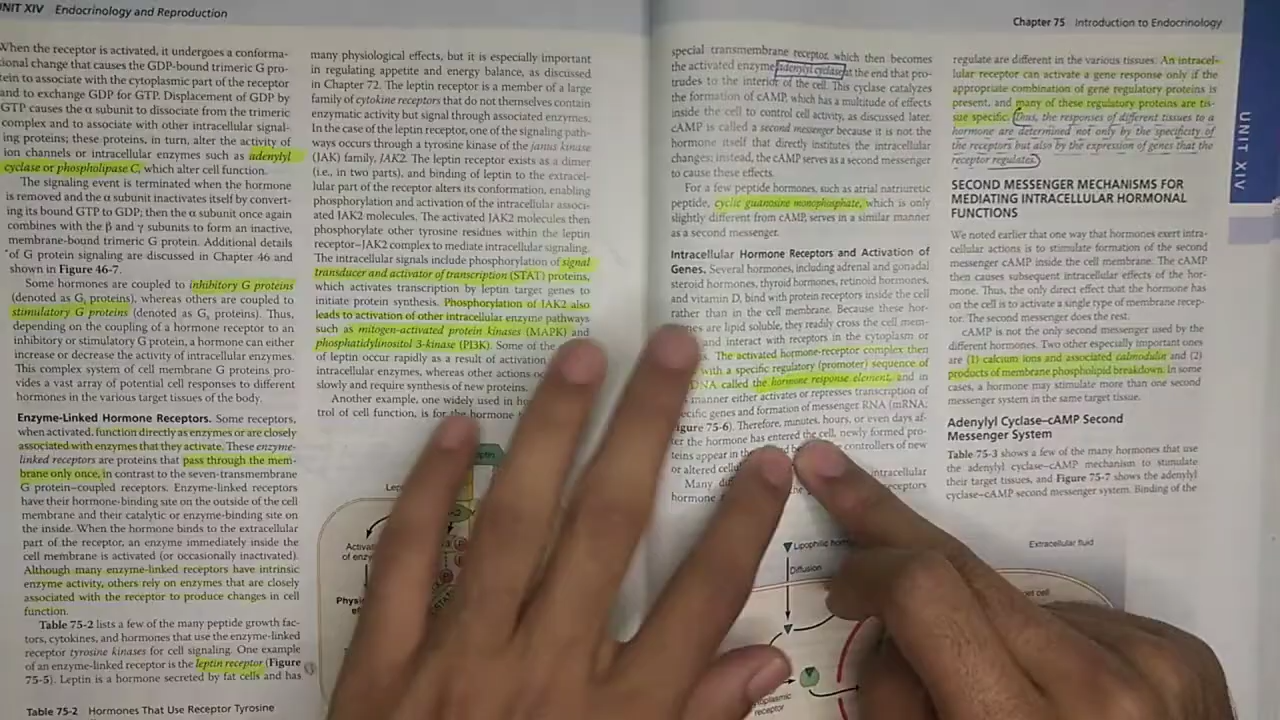 UNIT XIV Endocrinology and Reproduction
When the receptor is activated, it undergoes a conforma-
tional change that causes the GDP-bound trimeric G pro-
tein to associate with the cytoplasmic part of the receptor
and to exchange GDP for GTP. Displacement of GDP by
GTP causes the α subunit to dissociate from the trimeric
complex and to associate with other intracellular signal-
ing proteins; these proteins, in turn, alter the activity of
ion channels or intracellular enzymes such as adenylyl
cyclase or phospholipase C, which alter cell function.
The signaling event is terminated when the hormone
is removed and the α subunit inactivates itself by convert-
ing its bound GTP to GDP; then the α subunit once again
combines with the β and γ subunits to form an inactive,
membrane-bound trimeric G protein. Additional details
of G protein signaling are discussed in Chapter 46 and
shown in Figure 46-7.
Some hormones are coupled to inhibitory G proteins
(denoted as Gi proteins), whereas others are coupled to
stimulatory G proteins (denoted as Gs proteins). Thus,
depending on the coupling of a hormone receptor to an
inhibitory or stimulatory G protein, a hormone can either
increase or decrease the activity of intracellular enzymes.
This complex system of cell membrane G proteins pro-
vides a vast array of potential cell responses to different
hormones in the various target tissues of the body.
Enzyme-Linked Hormone Receptors. Some receptors,
when activated, function directly as enzymes or are closely
associated with enzymes that they activate. These enzyme-
linked receptors are proteins that pass through the mem-
brane only once, in contrast to the seven-transmembrane
G protein–coupled receptors. Enzyme-linked receptors
have their hormone-binding site on the outside of the cell
membrane and their catalytic or enzyme-binding site on
the inside. When the hormone binds to the extracellular
part of the receptor, an enzyme immediately inside the
cell membrane is activated (or occasionally inactivated).
Although many enzyme-linked receptors have intrinsic
enzyme activity, others rely on enzymes that are closely
associated with the receptor to produce changes in cell
function.
Table 75-2 lists a few of the many peptide growth fac-
tors, cytokines, and hormones that use the enzyme-linked
receptor tyrosine kinases for cell signaling. One example
of an enzyme-linked receptor is the leptin receptor (Figure
75-5). Leptin is a hormone secreted by fat cells and has
Table 75-2 Hormones That Use Receptor Tyrosine
many physiological effects, but it is especially important
in regulating appetite and energy balance, as discussed
in Chapter 72. The leptin receptor is a member of a large
family of cytokine receptors that do not themselves contain
enzymatic activity but signal through associated enzymes.
In the case of the leptin receptor, one of the signaling path-
ways occurs through a tyrosine kinase of the janus kinase
(JAK) family, JAK2. The leptin receptor exists as a dimer
(i.e., in two parts), and binding of leptin to the extracel-
lular part of the receptor alters its conformation, enabling
phosphorylation and activation of the intracellular associ-
ated JAK2 molecules. The activated JAK2 molecules then
phosphorylate other tyrosine residues within the leptin
receptor–JAK2 complex to mediate intracellular signaling.
The intracellular signals include phosphorylation of signal
transducer and activator of transcription (STAT) proteins,
which activates transcription by leptin target genes to
initiate protein synthesis. Phosphorylation of JAK2 also
leads to activation of other intracellular enzyme pathways
such as mitogen-activated protein kinases (MAPK) and
phosphatidylinositol 3-kinase (PI3K). Some of the
of leptin occur rapidly as a result of activation
intracellular enzymes, whereas other actions
slowly and require synthesis of new proteins.
Another example, one widely used in
trol of cell function, is for the hormone
Chapter 75 Introduction to Endocrinology
special transmembrane receptor, which then becomes
the activated enzyme adenylyl cyclase at the end that pro-
trudes to the interior of the cell. This cyclase catalyzes
the formation of cAMP, which has a multitude of effects
inside the cell to control cell activity, as discussed later.
cAMP is called a second messenger because it is not the
hormone itself that directly institutes the intracellular
changes; instead, the cAMP serves as a second messenger
to cause these effects.
For a few peptide hormones, such as atrial natriuretic
peptide, cyclic guanosine monophosphate, which is only
slightly different from cAMP, serves in a similar manner
as a second messenger.
Intracellular Hormone Receptors and Activation of
Genes. Several hormones, including adrenal and gonadal
steroid hormones, thyroid hormones, retinoid hormones,
and vitamin D, bind with protein receptors inside the cell
rather than in the cell membrane. Because these hor-
are lipid soluble, they readily cross the cell mem-
and interact with receptors in the cytoplasm or
The activated hormone-receptor complex then
with a specific regulatory (promoter) sequence of
DNA called the hormone response element, and in
manner either activates or represses transcription of
genes and formation of messenger RNA (mRNA;
75-6). Therefore, minutes, hours, or even days af-
ter the hormone has entered the cell, newly formed pro-
teins appear in the controllers of new
or altered
Many intracellular
hormone receptors
Lipophilic
Diffusion
receptor
regulate are different in the various tissues. An intracel-
lular receptor can activate a gene response only if the
appropriate combination of gene regulatory proteins is
present, and many of these regulatory proteins are tis-
sue specific. Thus, the responses of different tissues to a
hormone are determined not only by the specificity of
the receptors but also by the expression of genes that the
receptor regulates.
SECOND MESSENGER MECHANISMS FOR
MEDIATING INTRACELLULAR HORMONAL
FUNCTIONS
We noted earlier that one way that hormones exert intra-
cellular actions is to stimulate formation of the second
messenger cAMP inside the cell membrane. The cAMP
then causes subsequent intracellular effects of the hor-
mone. Thus, the only direct effect that the hormone has
on the cell is to activate a single type of membrane recep-
tor. The second messenger does the rest.
cAMP is not the only second messenger used by the
different hormones. Two other especially important ones
are (1) calcium ions and associated calmodulin and (2)
products of membrane phospholipid breakdown. In some
cases, a hormone may stimulate more than one second
messenger system in the same target tissue.
Adenylyl Cyclase–cAMP Second
Messenger System
Table 75-3 shows a few of the many hormones that use
the adenylyl cyclase–cAMP mechanism to stimulate
their target tissues, and Figure 75-7 shows the adenylyl
cyclase–cAMP second messenger system. Binding of the
Extracellular fluid
cell
UNIT XIV